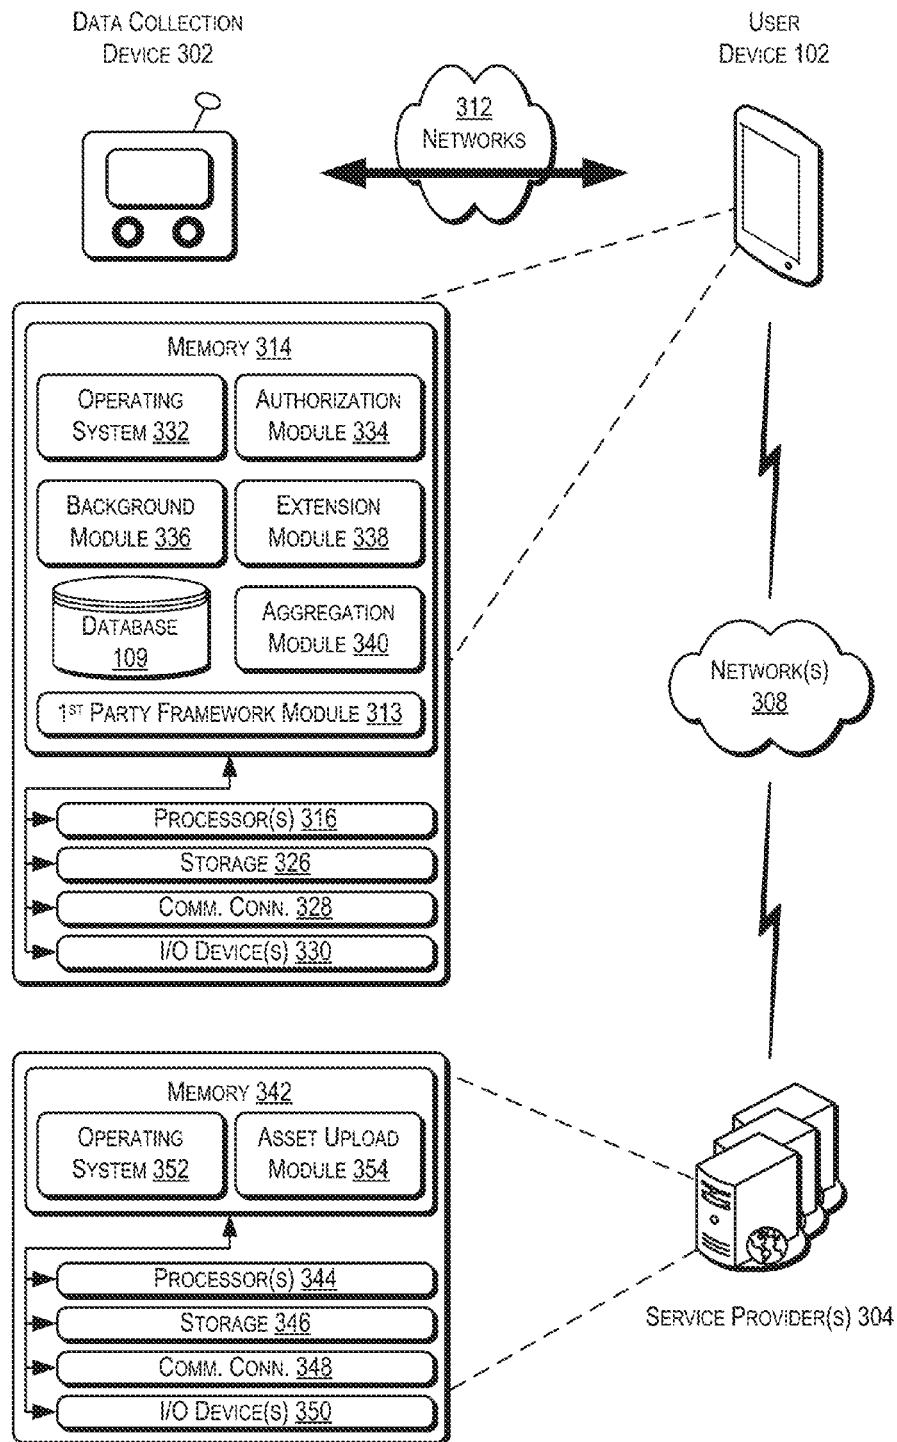 DATA COLLECTION
DEVICE 302
USER
DEVICE 102
312
NETWORKS
MEMORY 314
OPERATING
SYSTEM 332
AUTHORIZATION
MODULE 334
BACKGROUND
MODULE 336
EXTENSION
MODULE 338
DATABASE
109
AGGREGATION
MODULE 340
1ST PARTY FRAMEWORK MODULE 313
PROCESSOR(S) 316
STORAGE 326
COMM. CONN. 328
I/O DEVICE(S) 330
NETWORK(S)
308
MEMORY 342
OPERATING
SYSTEM 352
ASSET UPLOAD
MODULE 354
PROCESSOR(S) 344
STORAGE 346
COMM. CONN. 348
I/O DEVICE(S) 350
SERVICE PROVIDER(S) 304